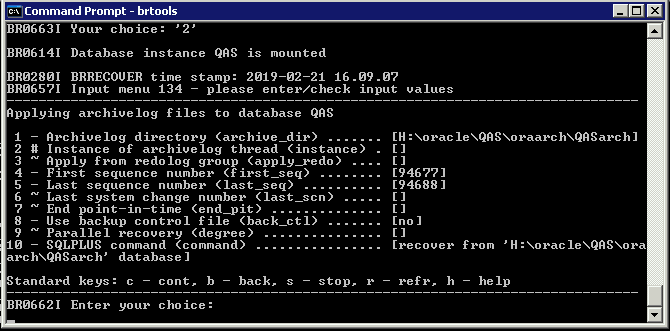 Command Prompt - brtools
BR0663I Your choice: '2'
BR0614I Database instance QAS is mounted
BR0280I BRRECOVER time stamp: 2019-02-21 16.09.07
BR0657I Input menu 134 - please enter/check input values
-------------------------------------------------------------------------------
Applying archivelog files to database QAS
1 - Archivelog directory (archive_dir) ....... [H:\oracle\QAS\oraarch\QASarch]
2 # Instance of archivelog thread (instance) . []
3 ~ Apply from redolog group (apply_redo) .... []
4 - First sequence number (first_seq) ........ [94677]
5 - Last sequence number (last_seq) .......... [94688]
6 ~ Last system change number (last_scn) ..... []
7 ~ End point-in-time (end_pit) .............. []
8 - Use backup control file (back_ctl) ....... [no]
9 ~ Parallel recovery (degree) ............... []
10 - SQLPLUS command (command) ................ [recover from 'H:\oracle\QAS\ora
arch\QASarch' database]
Standard keys: c - cont, b - back, s - stop, r - refr, h - help
-------------------------------------------------------------------------------
BR0662I Enter your choice: